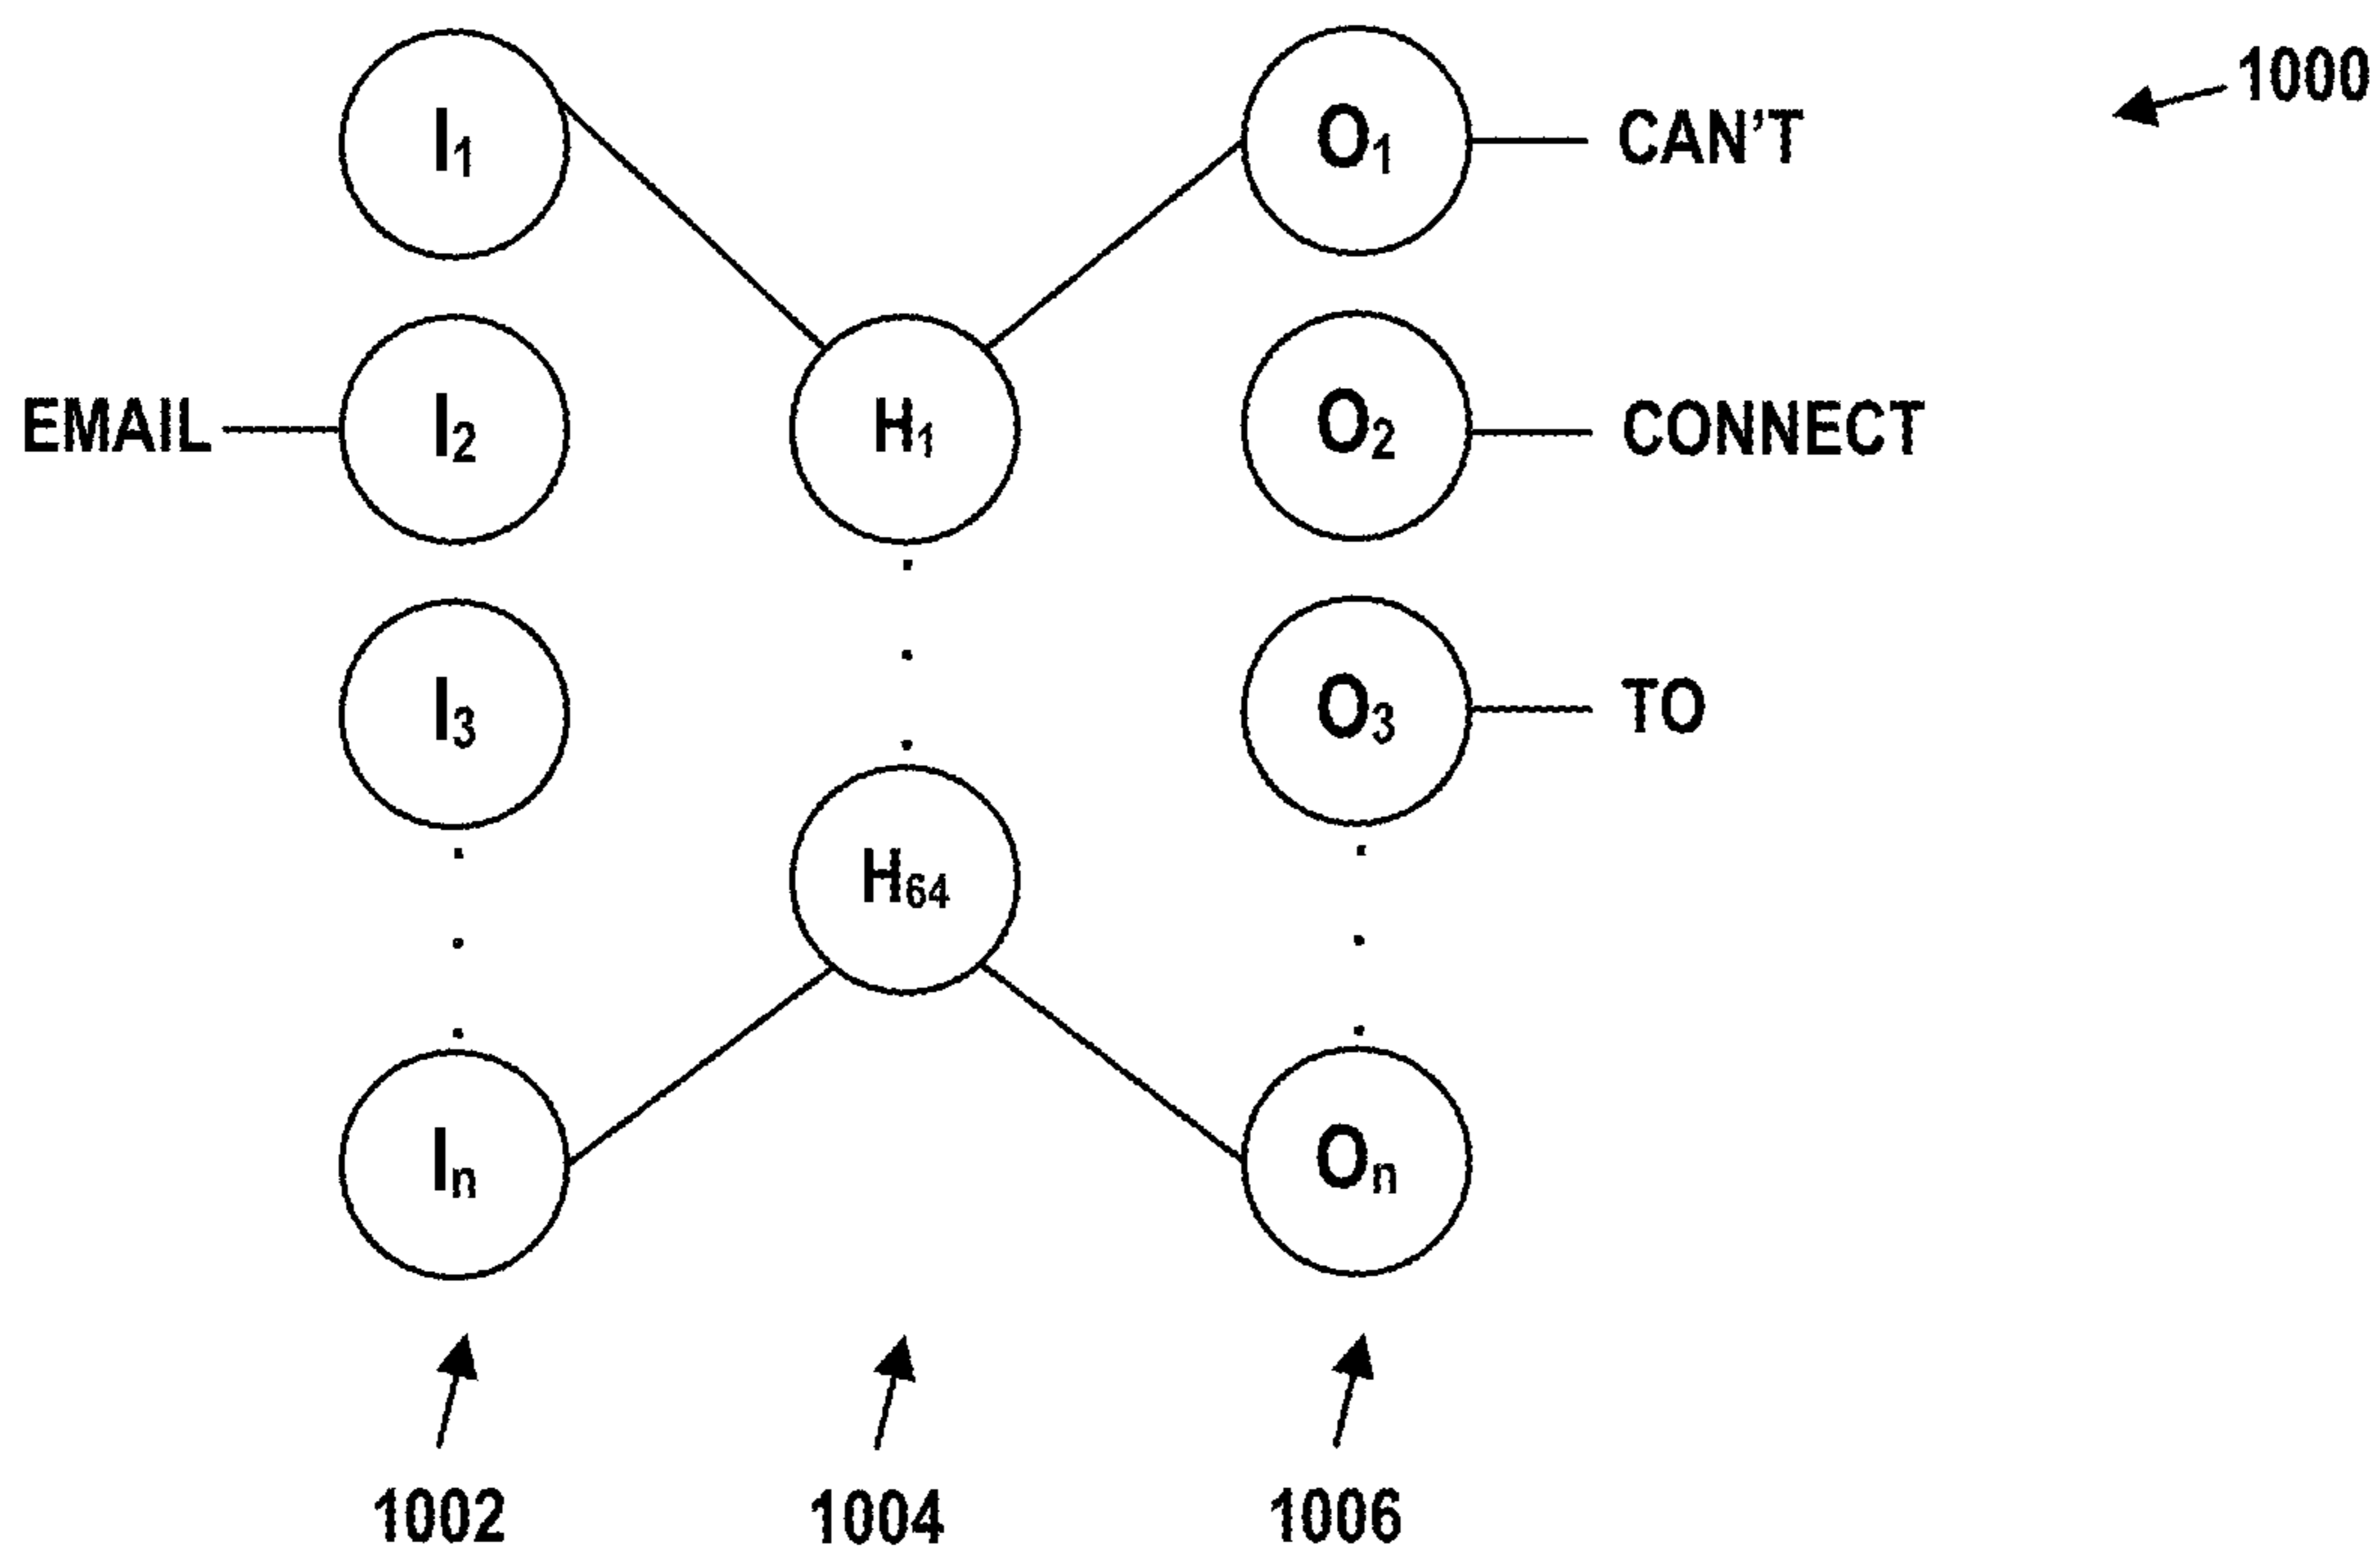 1000
I1 O1 CAN'T
EMAIL I2 H1 O2 CONNECT
I3 O3 TO
H64
In On
1002 1004 1006